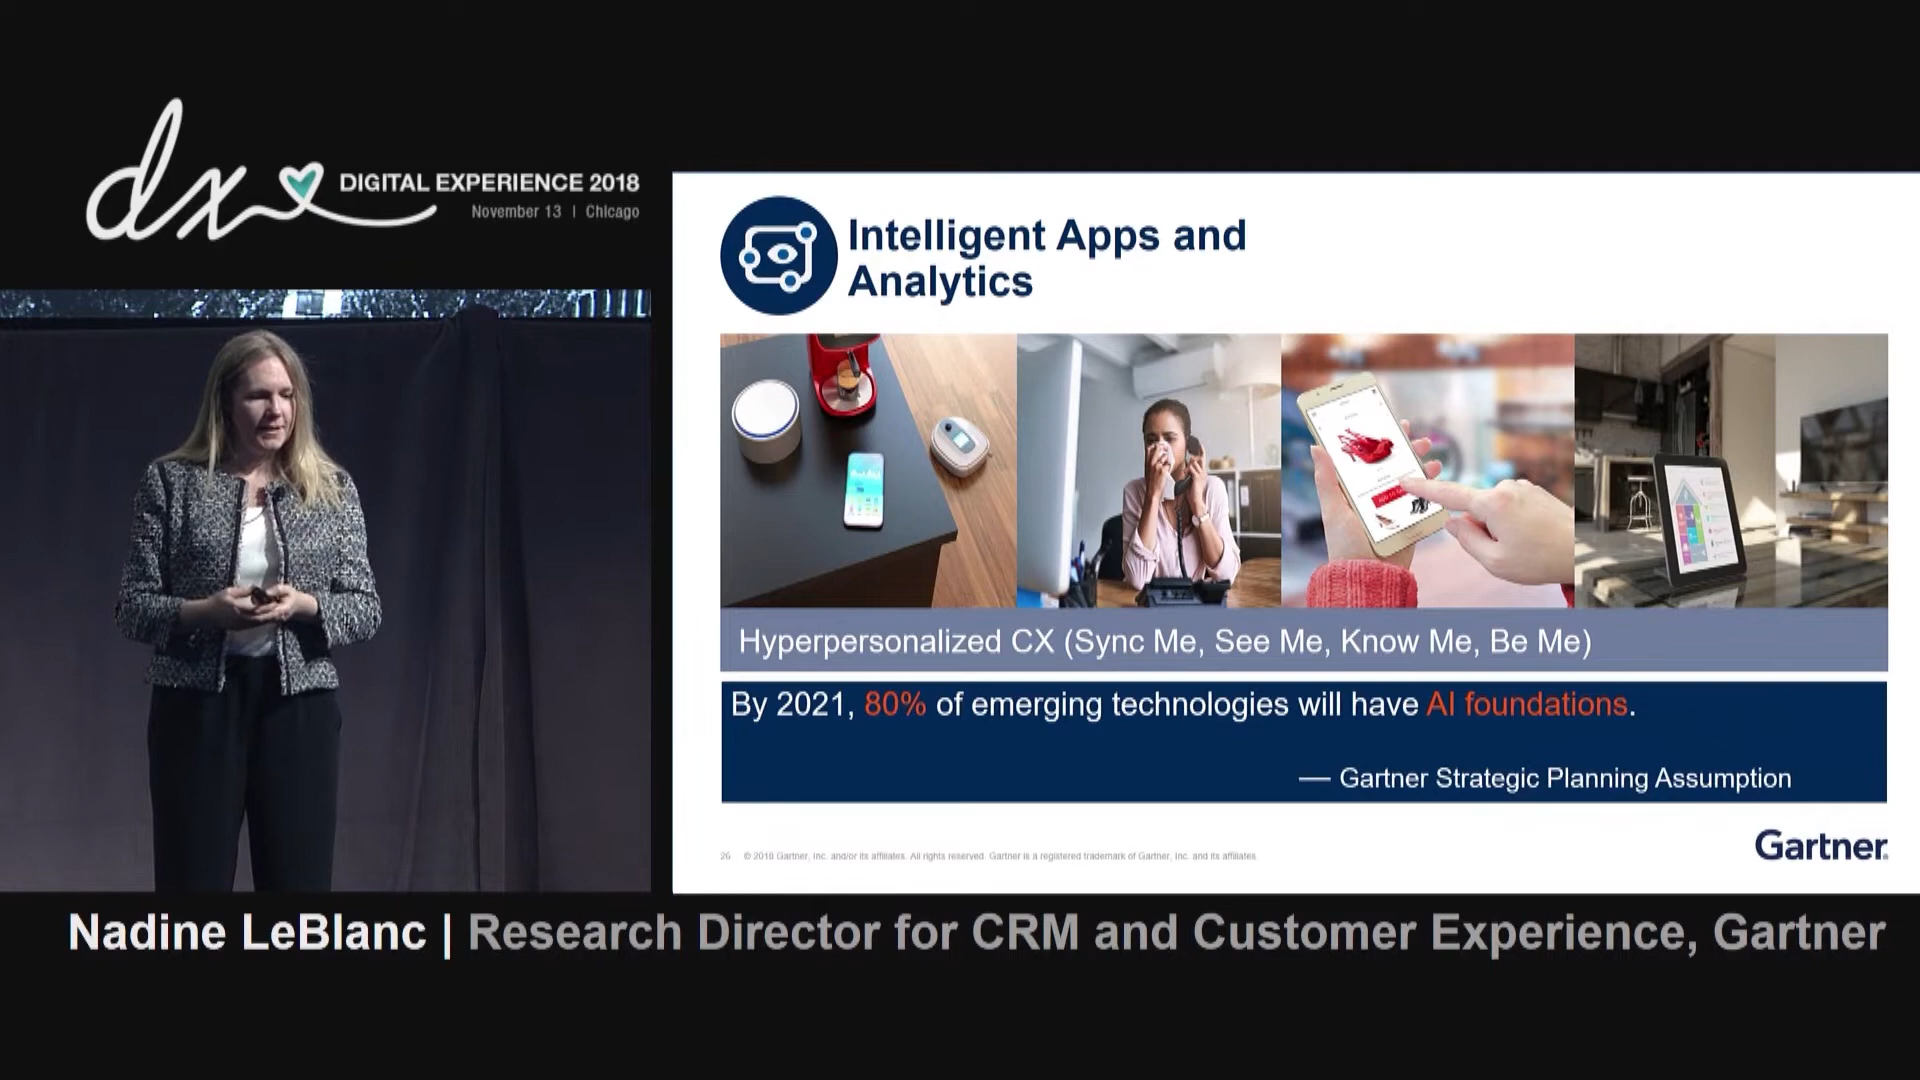 dx
DIGITAL EXPERIENCE 2018
November 13 | Chicago
Intelligent Apps and
Analytics
Hyperpersonalized CX (Sync Me, See Me, Know Me, Be Me)
By 2021, 80% of emerging technologies will have AI foundations.
— Gartner Strategic Planning Assumption
26 © 2018 Gartner, Inc. and/or its affiliates. All rights reserved. Gartner is a registered trademark of Gartner, Inc. and its affiliates.
Gartner
Nadine LeBlanc | Research Director for CRM and Customer Experience, Gartner